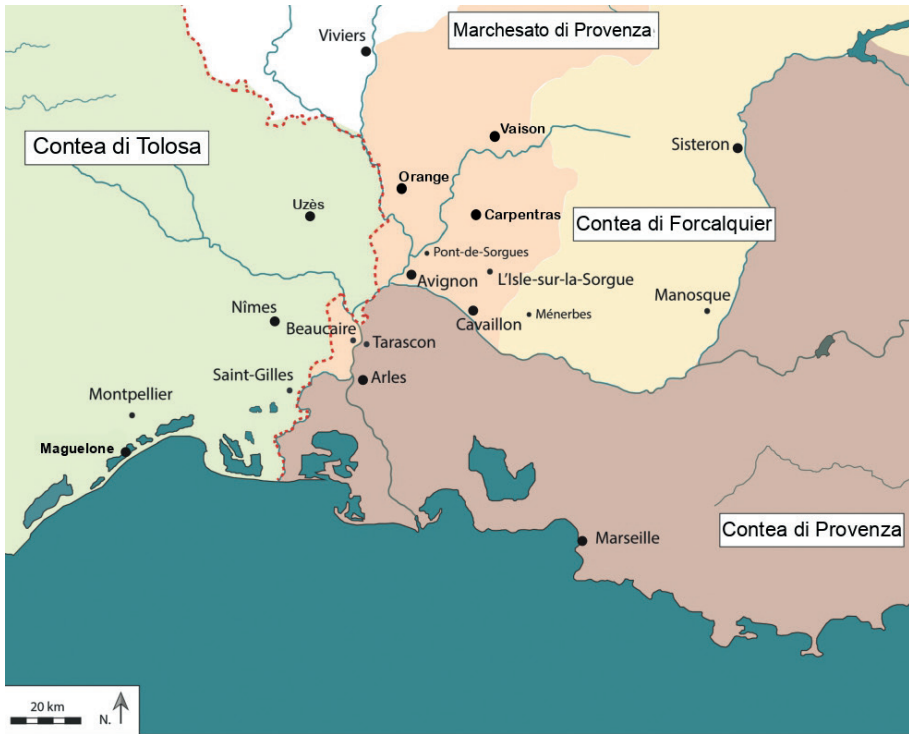 Marchesato di Provenza
Viviers
Contea di Tolosa
Vaison
Sisteron
Orange
Uzès
Carpentras
Contea di Forcalquier
Pont-de-Sorgues
Avignon
L'Isle-sur-la-Sorgue
Manosque
Nîmes
Cavaillon
Ménerbes
Beaucaire
Tarascon
Saint-Gilles
Arles
Montpellier
Maguelone
Contea di Provenza
Marseille
20 km
N.